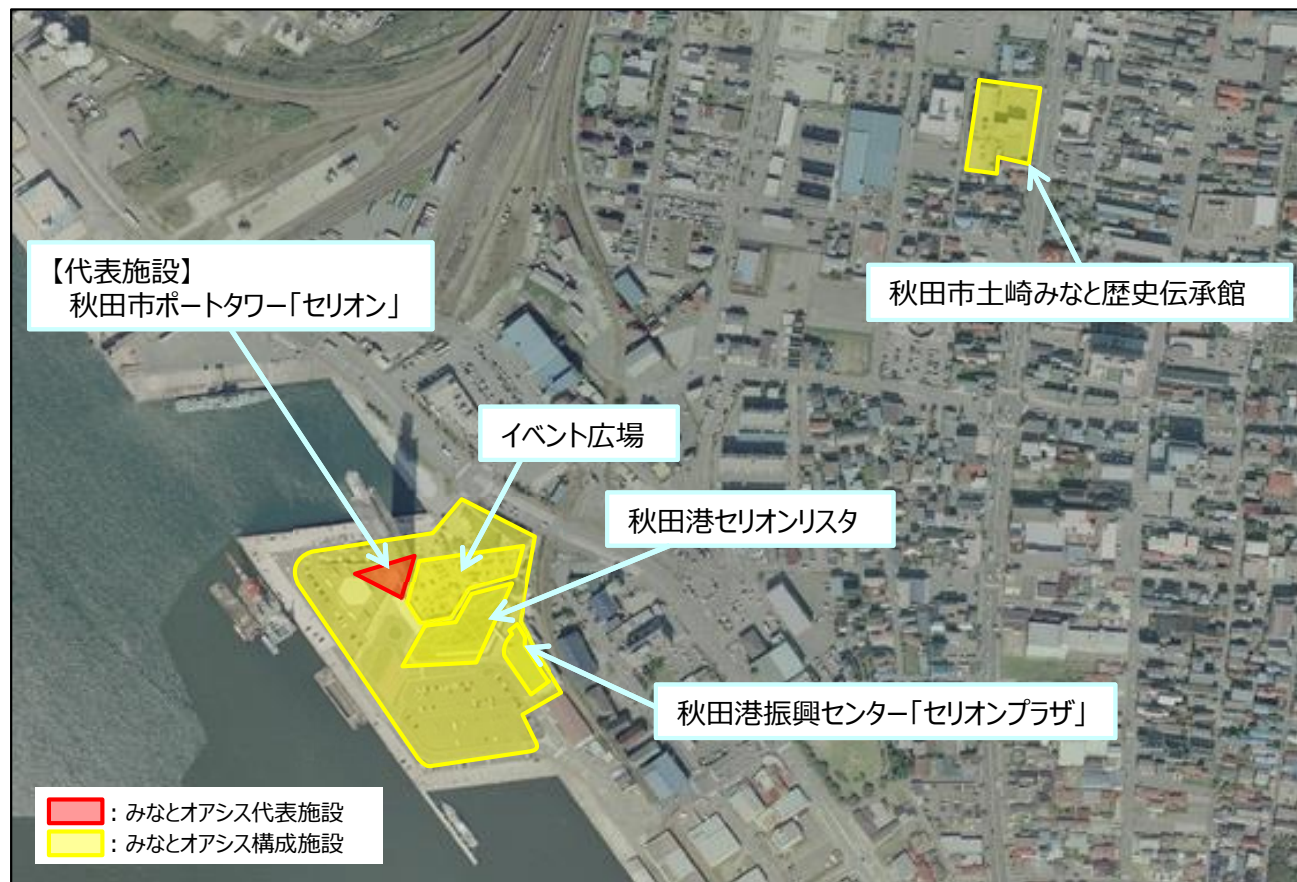 【代表施設】
秋田市ポートタワー「セリオン」
秋田市土崎みなと歴史伝承館
イベント広場
秋田港セリオンリスタ
秋田港振興センター「セリオンプラザ」
：みなとオアシス代表施設
：みなとオアシス構成施設